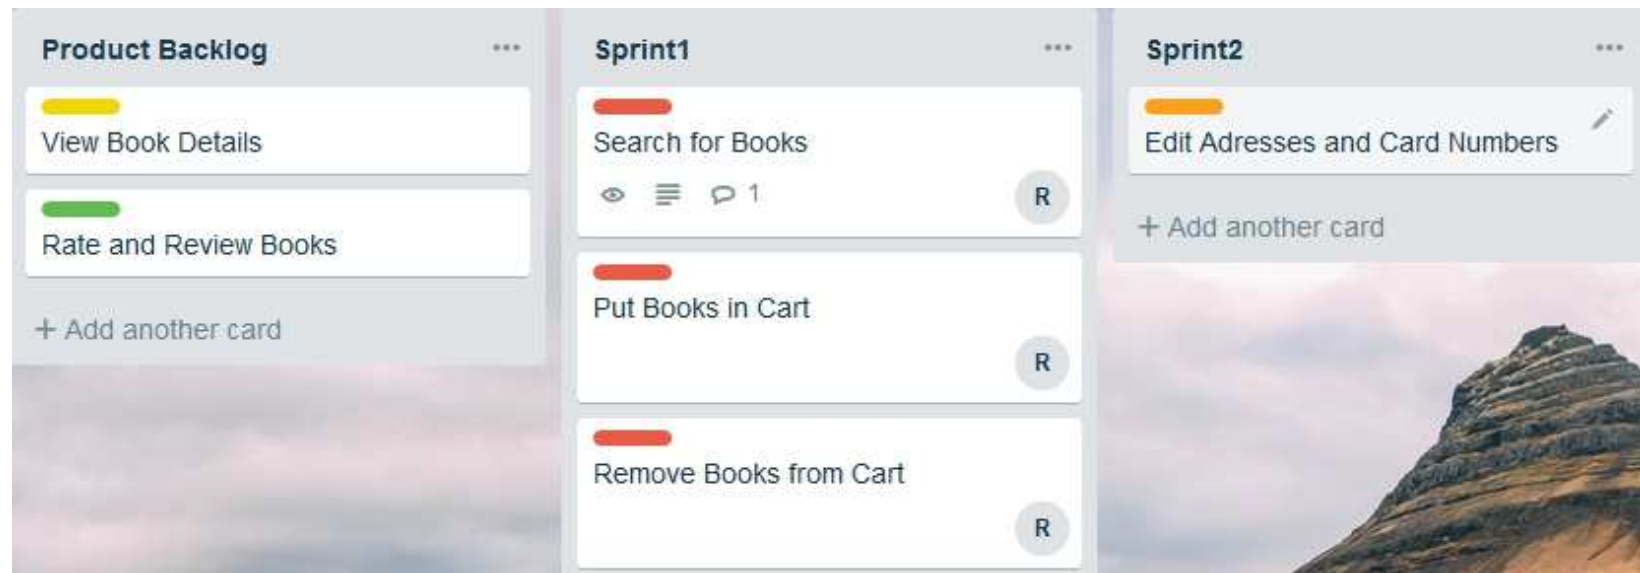 Product Backlog
View Book Details
Rate and Review Books
+ Add another card
Sprint1
Search for Books
1
R
Put Books in Cart
R
Remove Books from Cart
R
Sprint2
Edit Adresses and Card Numbers
+ Add another card